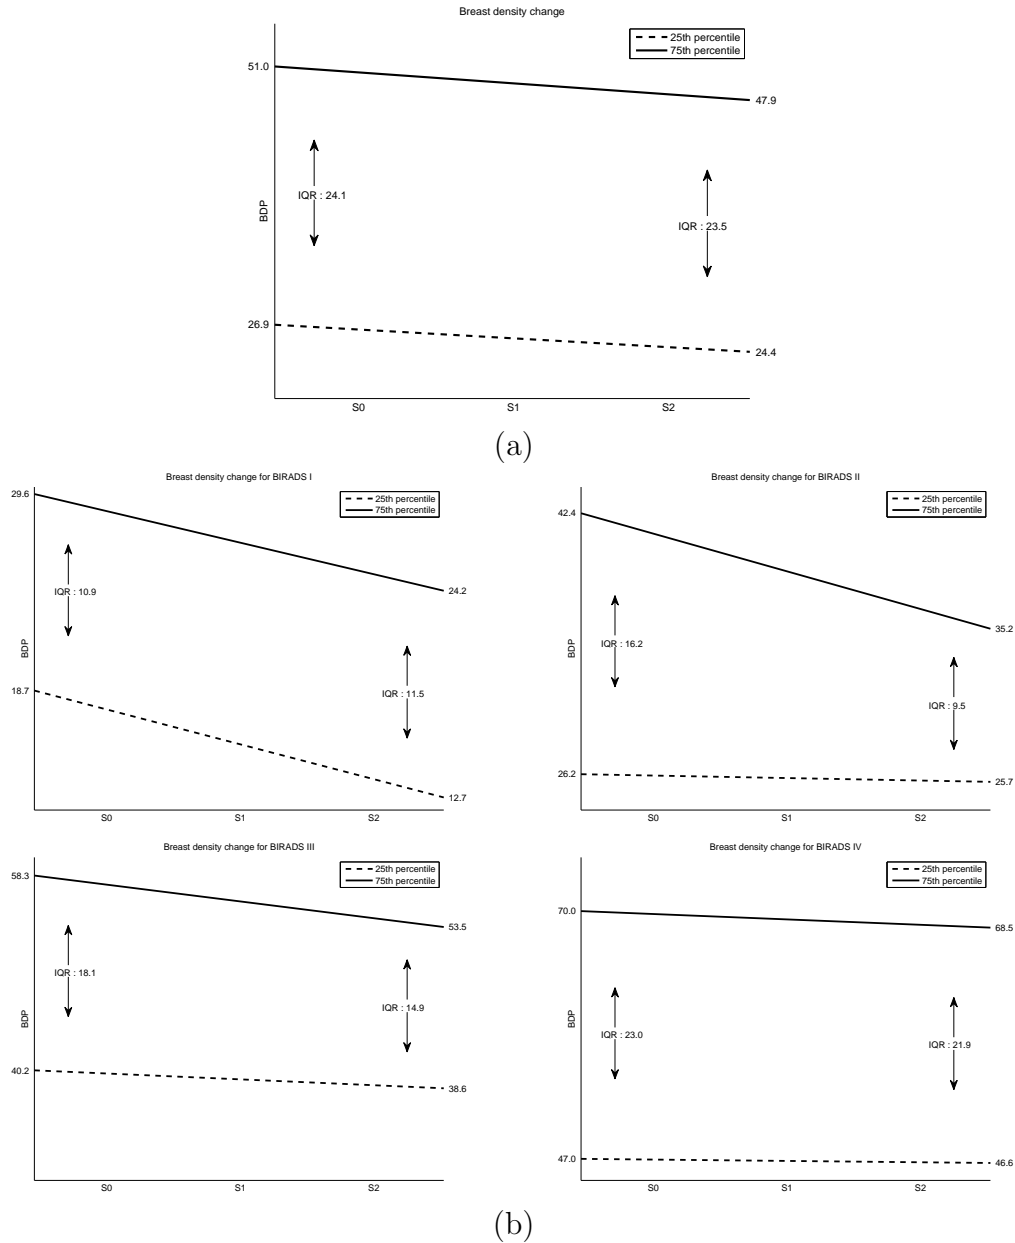 Breast density change
25th percentile
75th percentile
51.0
47.9
IQR : 24.1
BDP
IQR : 23.5
26.9
24.4
S0 S1 S2
(a)
Breast density change for BIRADS I
25th percentile
75th percentile
29.6
24.2
IQR : 10.9
BDP
18.7
IQR : 11.5
12.7
S0 S1 S2
Breast density change for BIRADS II
25th percentile
75th percentile
42.4
35.2
IQR : 16.2
BDP
IQR : 9.5
26.2
25.7
S0 S1 S2
Breast density change for BIRADS III
25th percentile
75th percentile
58.3
53.5
IQR : 18.1
IQR : 14.9
BDP
40.2
38.6
S0 S1 S2
Breast density change for BIRADS IV
25th percentile
75th percentile
70.0
68.5
IQR : 23.0
BDP
IQR : 21.9
47.0
46.6
S0 S1 S2
(b)